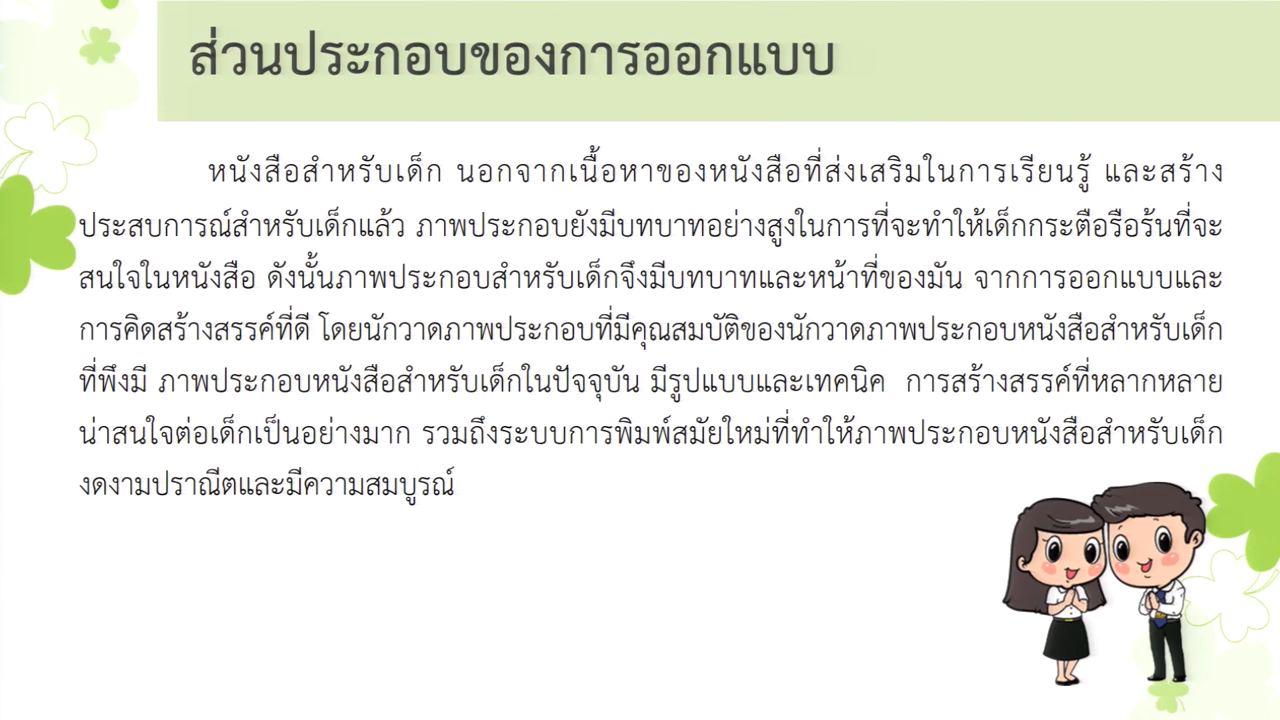 ส่วนประกอบของการออกแบบ
หนังสือสำหรับเด็ก นอกจากเนื้อหาของหนังสือที่ส่งเสริมในการเรียนรู้ และสร้าง
ประสบการณ์สำหรับเด็กแล้ว ภาพประกอบยังมีบทบาทอย่างสูงในการที่จะทำให้เด็กกระตือรือร้นที่จะ
สนใจในหนังสือ ดังนั้นภาพประกอบสำหรับเด็กจึงมีบทบาทและหน้าที่ของมัน จากการออกแบบและ
การคิดสร้างสรรค์ที่ดี โดยนักวาดภาพประกอบที่มีคุณสมบัติของนักวาดภาพประกอบหนังสือสำหรับเด็ก
ที่พึงมี ภาพประกอบหนังสือสำหรับเด็กในปัจจุบัน มีรูปแบบและเทคนิค การสร้างสรรค์ที่หลากหลาย
น่าสนใจต่อเด็กเป็นอย่างมาก รวมถึงระบบการพิมพ์สมัยใหม่ที่ทำให้ภาพประกอบหนังสือสำหรับเด็ก
งดงามปราณีตและมีความสมบูรณ์